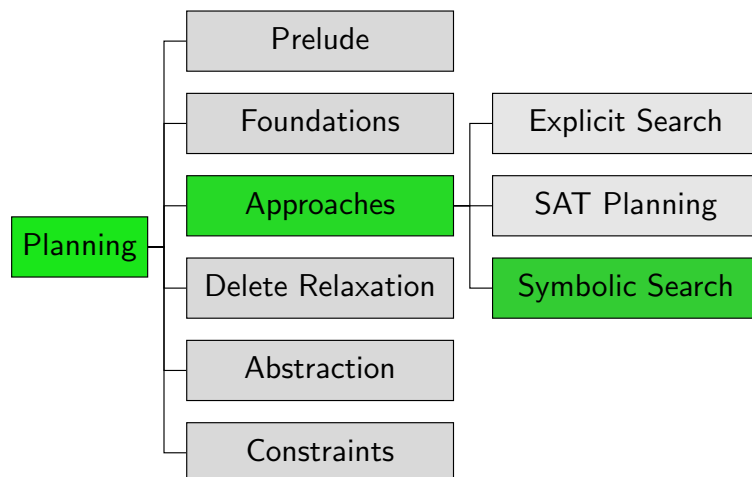 Planning
Prelude
Foundations
Approaches
Delete Relaxation
Abstraction
Constraints
Explicit Search
SAT Planning
Symbolic Search